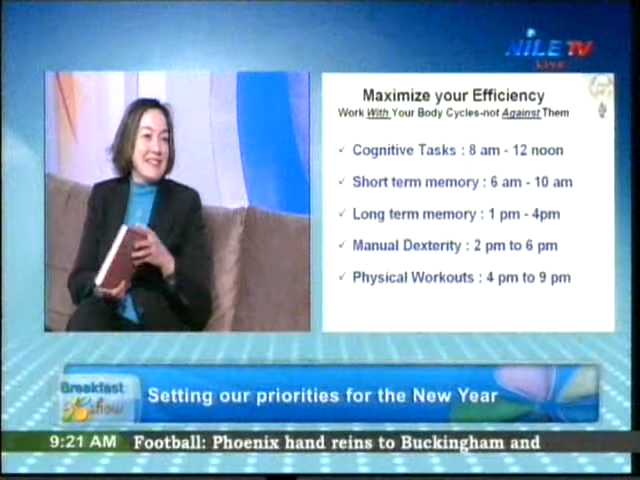 NiLE TV
LIVE
Maximize your Efficiency
Work With Your Body Cycles-not Against Them
✓ Cognitive Tasks : 8 am - 12 noon
✓ Short term memory : 6 am - 10 am
✓ Long term memory : 1 pm - 4pm
✓ Manual Dexterity : 2 pm to 6 pm
✓ Physical Workouts : 4 pm to 9 pm
Breakfast
show
Setting our priorities for the New Year
9:21 AM Football: Phoenix hand reins to Buckingham and